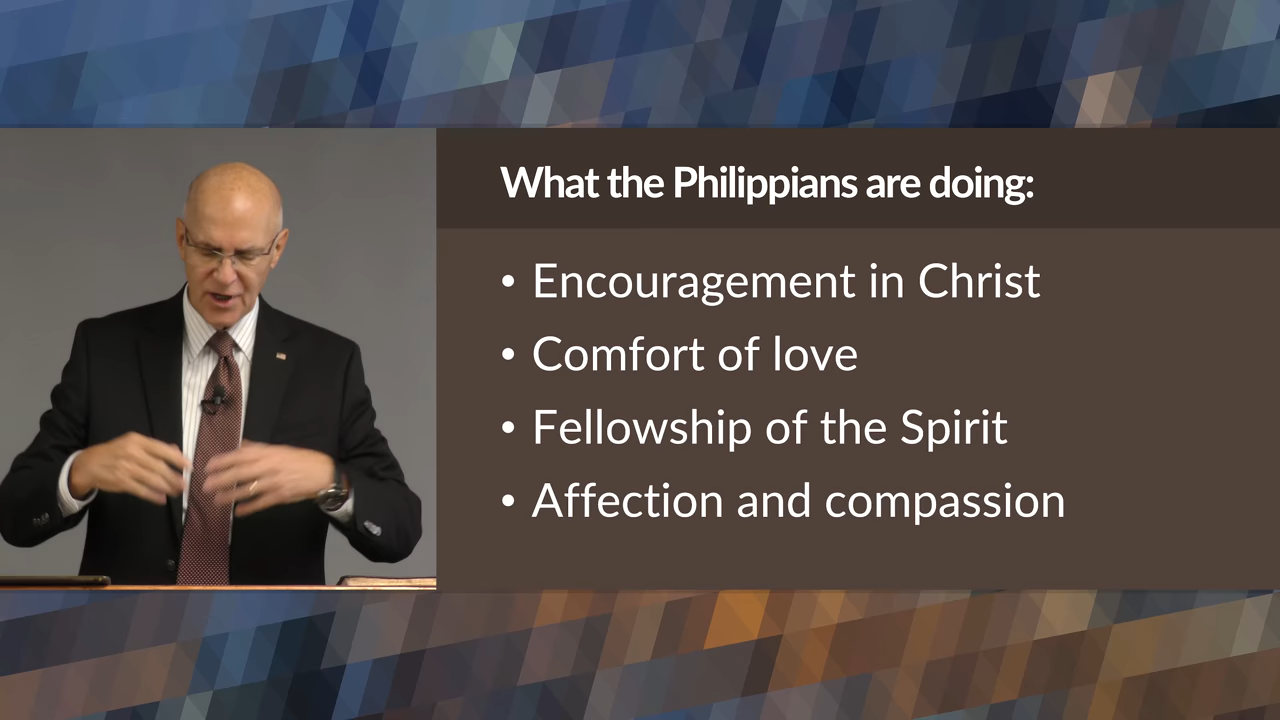 What the Philippians are doing:
• Encouragement in Christ
• Comfort of love
• Fellowship of the Spirit
• Affection and compassion